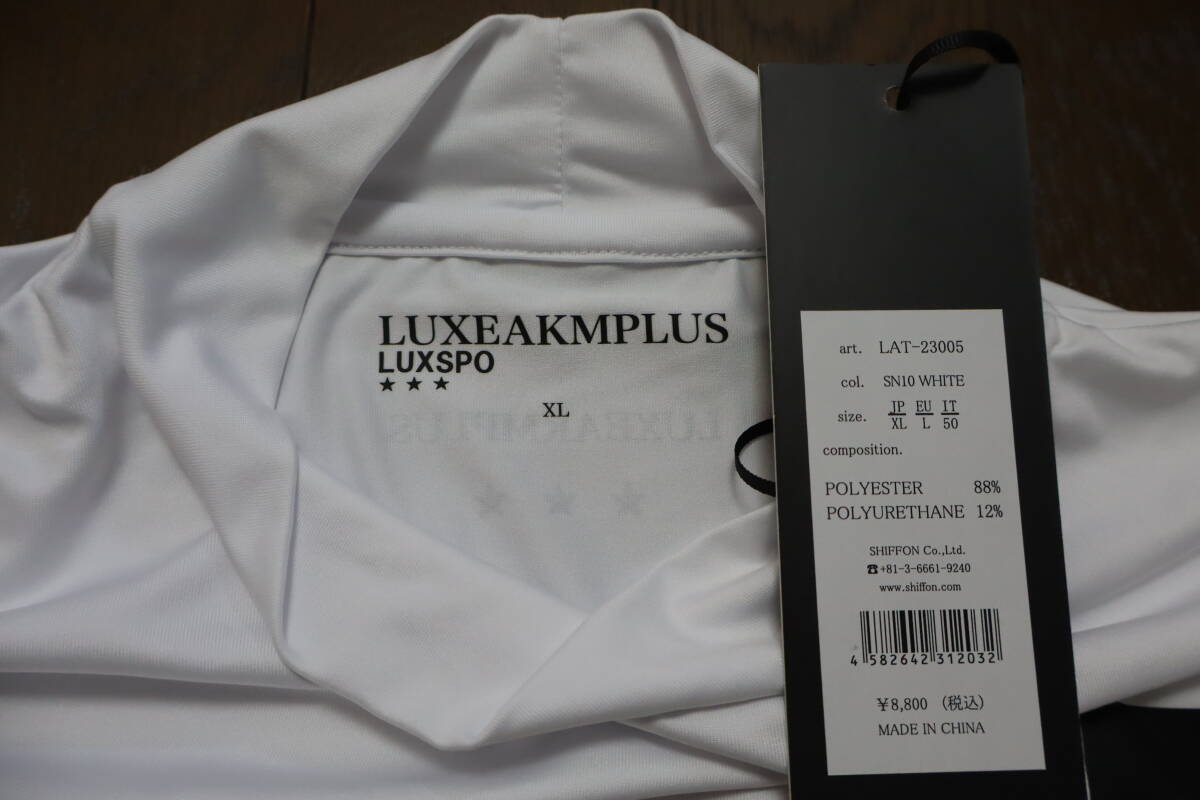 LUXEAKMPLUS
LUXSPO
★ ★ ★
XL
LUXEAKMPLUS
★ ★ ★
art. LAT-23005
col. SN10 WHITE
size. JP/XL EU/L IT/50
composition.
POLYESTER 88%
POLYURETHANE 12%
SHIFFON Co.,Ltd.
☎+81-3-6661-9240
www.shiffon.com
4 582642 312032
¥8,800 (税込)
MADE IN CHINA